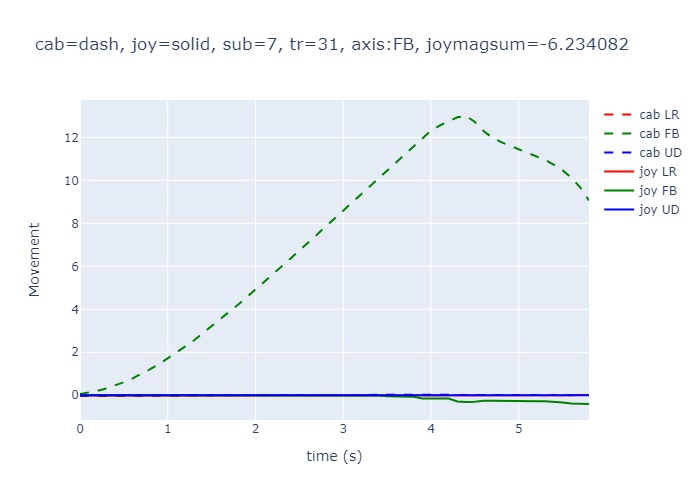 cab=dash, joy=solid, sub=7, tr=31, axis:FB, joymagsum=-6.234082
cab LR
cab FB
cab UD
joy LR
joy FB
joy UD
Movement
12
10
8
6
4
2
0
0 1 2 3 4 5
time (s)